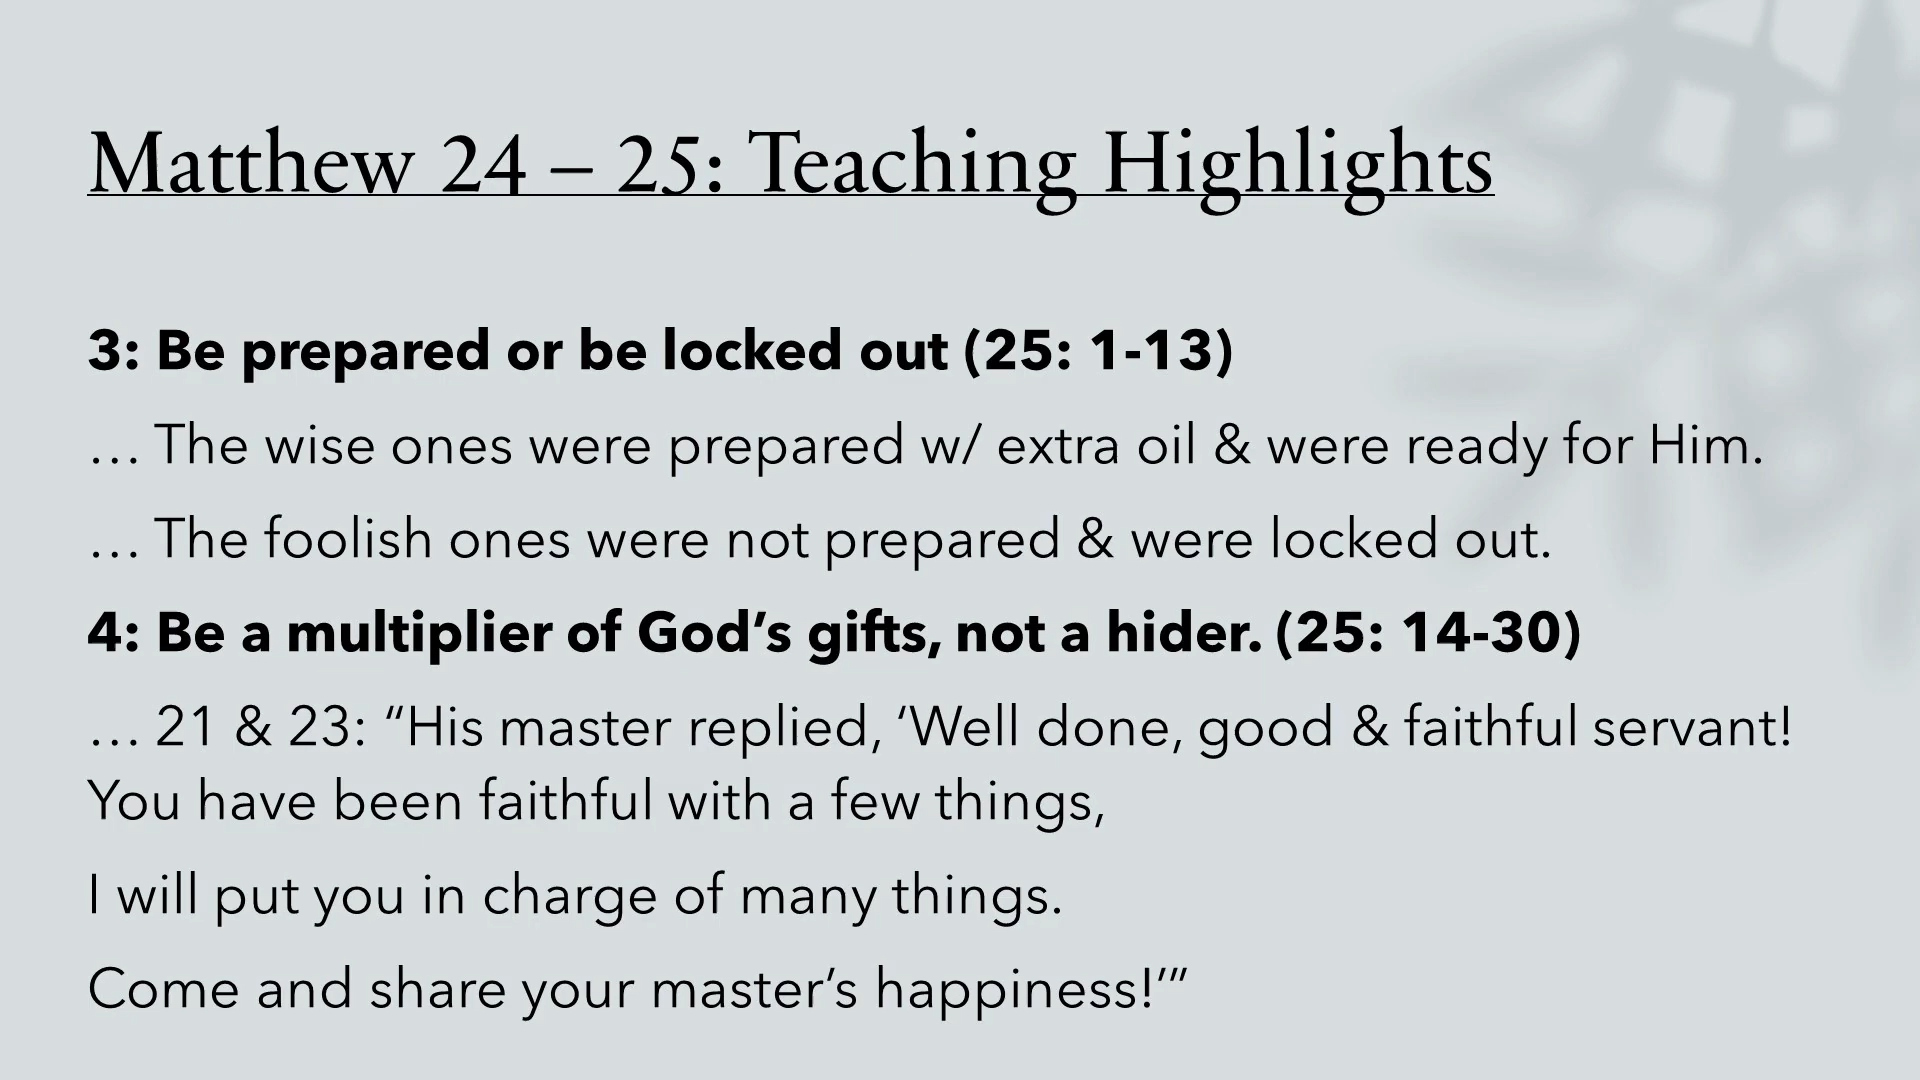 Matthew 24 – 25: Teaching Highlights
3: Be prepared or be locked out (25: 1-13)
… The wise ones were prepared w/ extra oil & were ready for Him.
… The foolish ones were not prepared & were locked out.
4: Be a multiplier of God’s gifts, not a hider. (25: 14-30)
… 21 & 23: “His master replied, ‘Well done, good & faithful servant!
You have been faithful with a few things,
I will put you in charge of many things.
Come and share your master’s happiness!’”